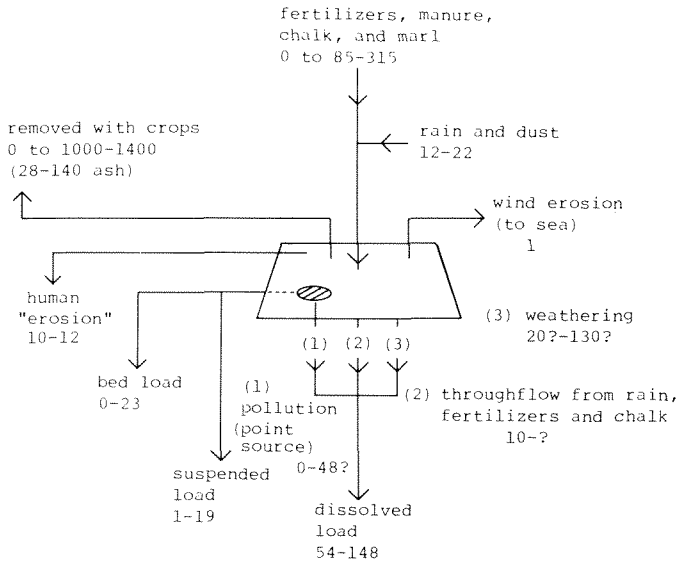 fertilizers, manure,
chalk, and marl
0 to 85-315
removed with crops
0 to 1000-1400
(28-140 ash)
rain and dust
12-22
wind erosion
(to sea)
1
human
"erosion"
10-12
(3) weathering
20?-130?
(1) (2) (3)
bed load
0-23
(1)
pollution
(point
source)
0-48?
(2) throughflow from rain,
fertilizers and chalk
10-?
suspended
load
1-19
dissolved
load
54-148